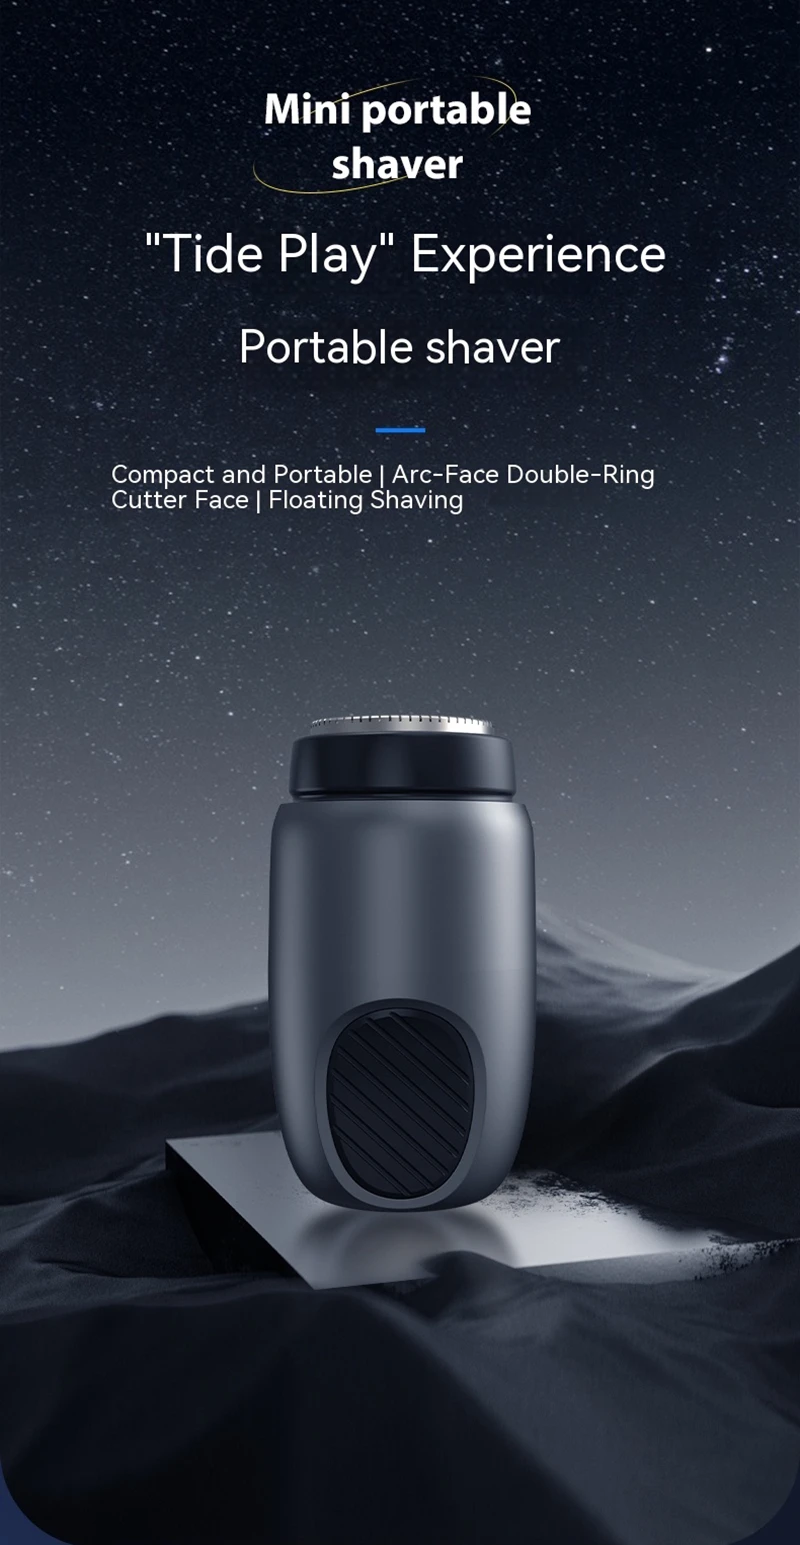 Mini portable
shaver
"Tide Play" Experience
Portable shaver
Compact and Portable | Arc-Face Double-Ring
Cutter Face | Floating Shaving